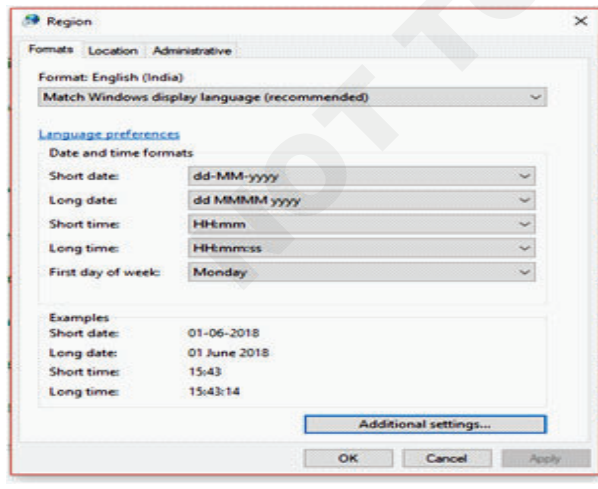 Region
Formats Location Administrative
Format: English (India)
Match Windows display language (recommended)
Language preferences
Date and time formats
Short date: dd-MM-yyyy
Long date: dd MMMM yyyy
Short time: HH:mm
Long time: HH:mm:ss
First day of week: Monday
Examples
Short date: 01-06-2018
Long date: 01 June 2018
Short time: 15:43
Long time: 15:43:14
Additional settings...
OK Cancel Apply
NOT TO